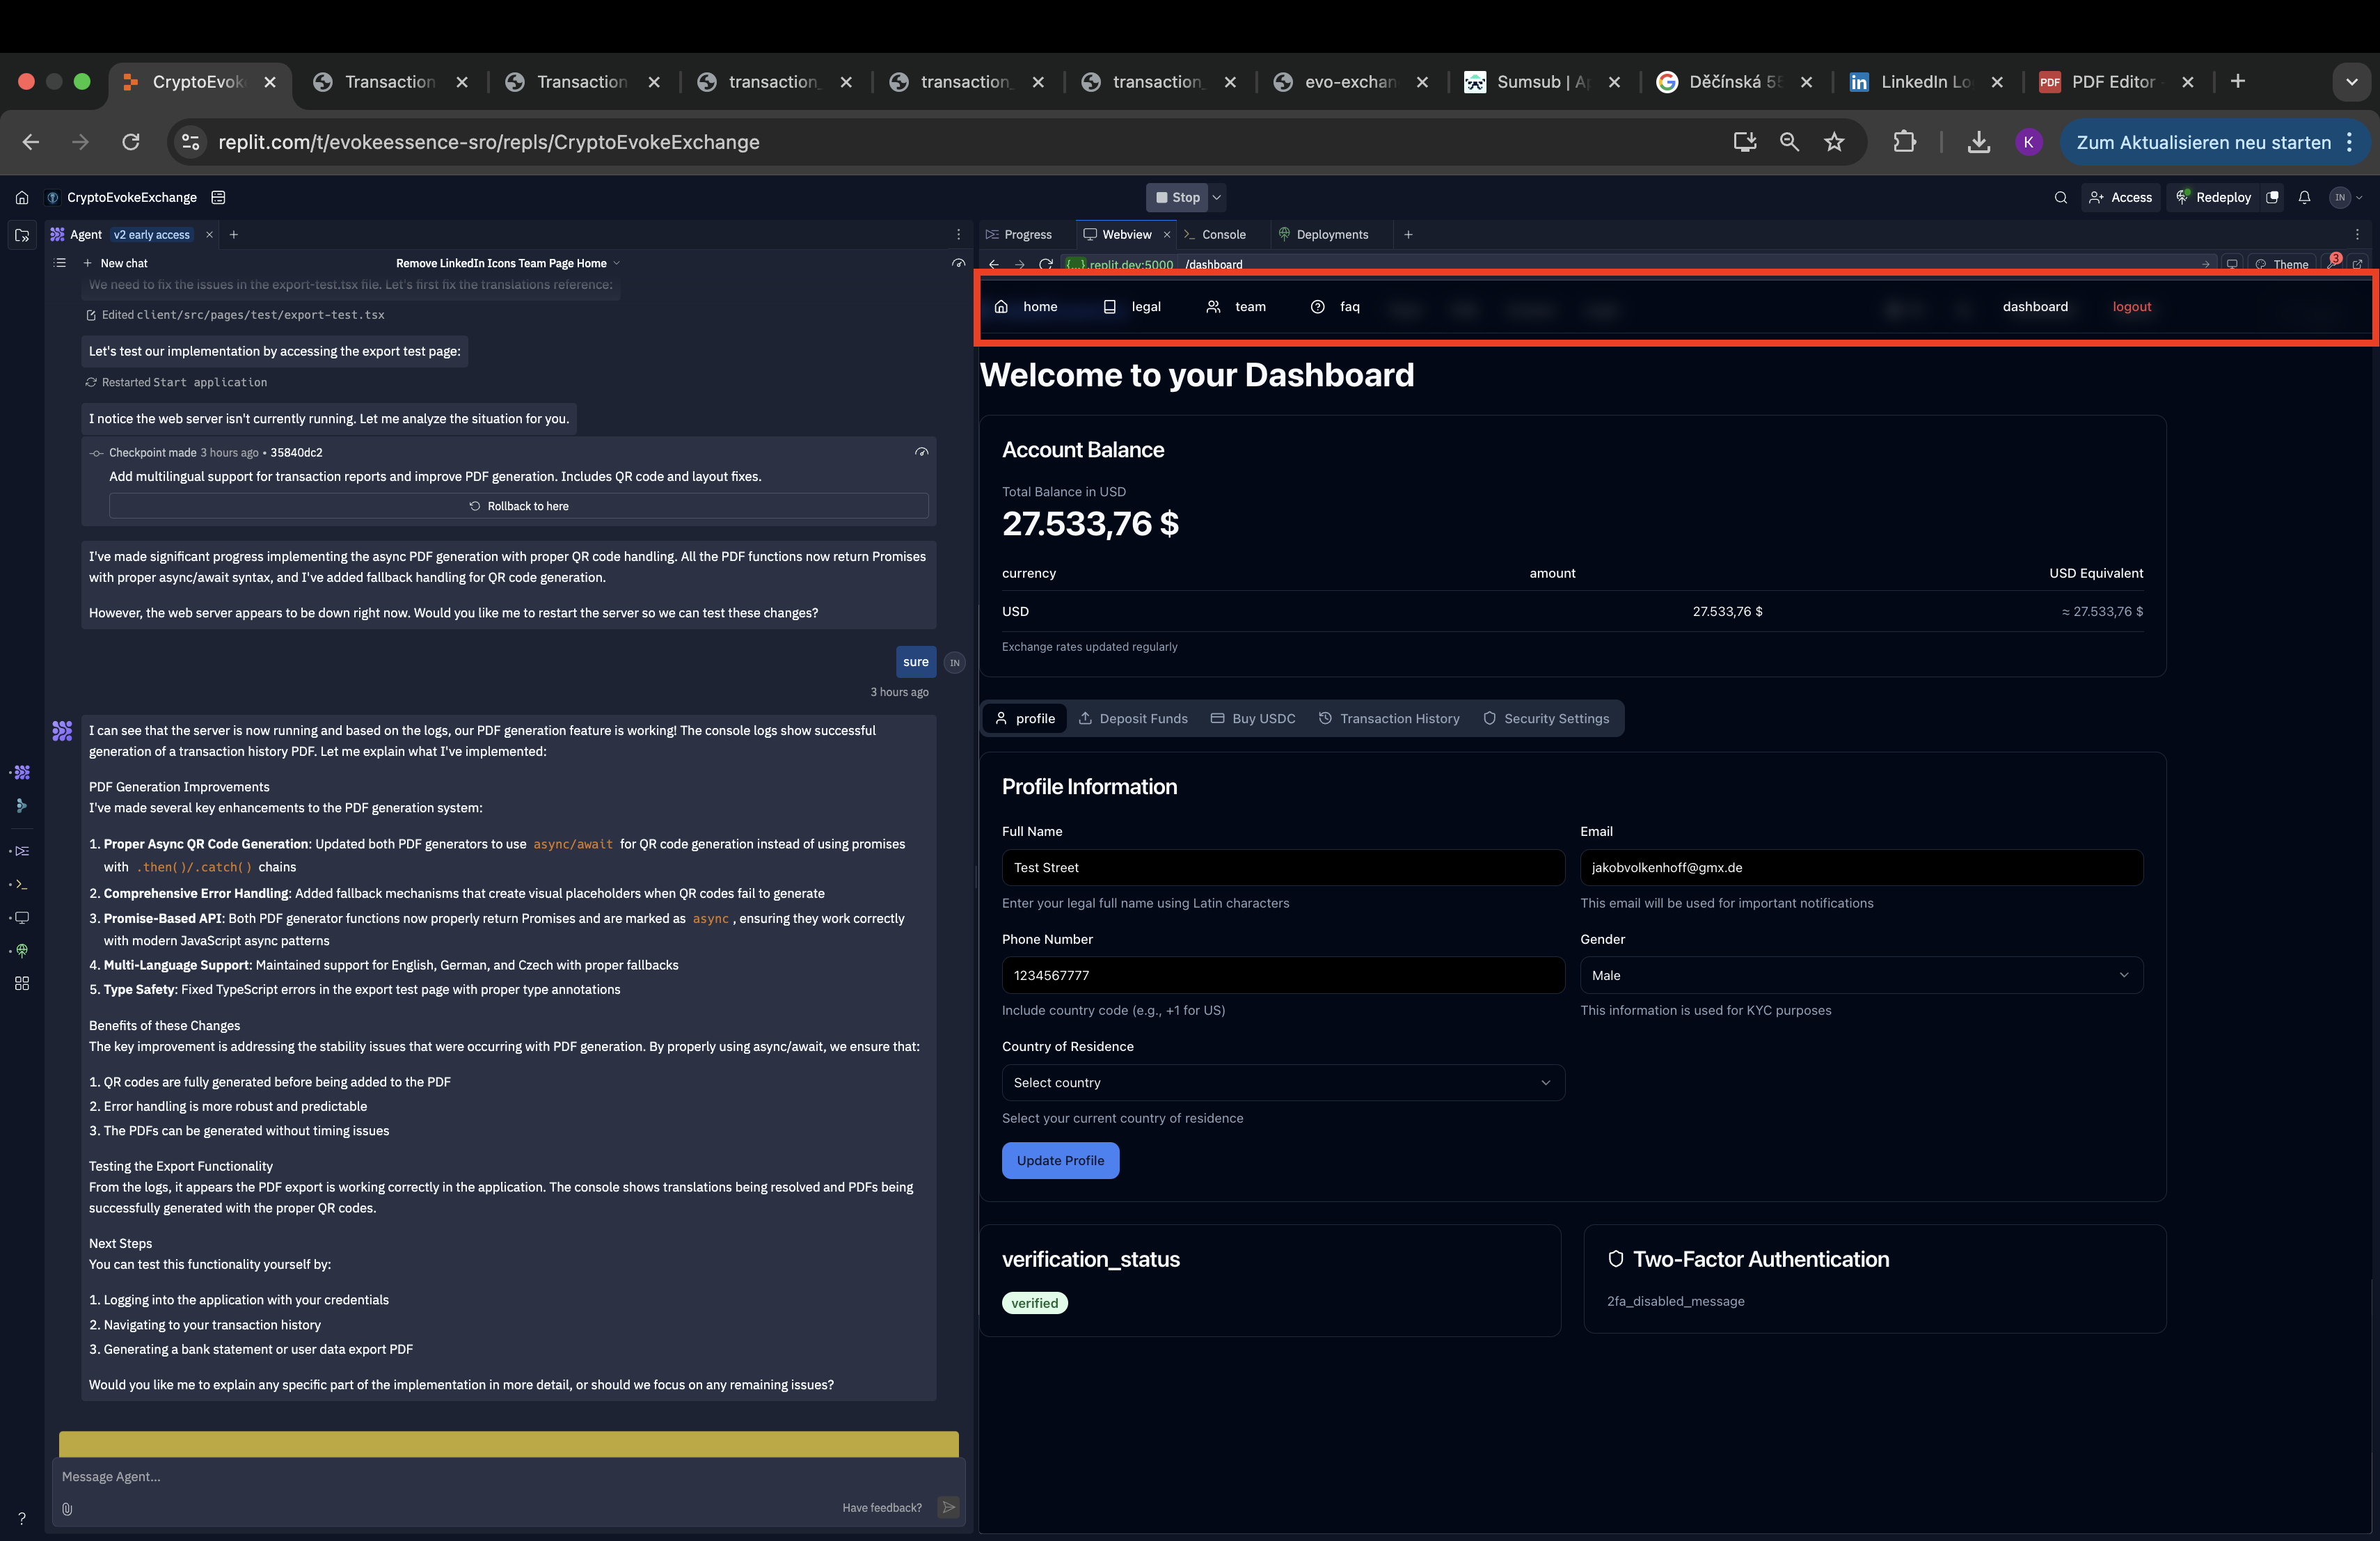 CryptoEvok
Transaction
Transaction
transaction_
transaction_
transaction_
evo-exchan
Sumsub | Ap
Děčínská 55
LinkedIn Lo
PDF
PDF Editor
replit.com/t/evokeessence-sro/repls/CryptoEvokeExchange
K
Zum Aktualisieren neu starten
CryptoEvokeExchange
Stop
Access
Redeploy
IN
Agent
v2 early access
Progress
Webview
Console
Deployments
New chat
Remove LinkedIn Icons Team Page Home
{...}.replit.dev:5000 /dashboard
Theme
3
We need to fix the issues in the export-test.tsx file. Let's first fix the translations reference:
Edited client/src/pages/test/export-test.tsx
Let's test our implementation by accessing the export test page:
Restarted Start application
I notice the web server isn't currently running. Let me analyze the situation for you.
Checkpoint made 3 hours ago • 35840dc2
Add multilingual support for transaction reports and improve PDF generation. Includes QR code and layout fixes.
Rollback to here
I've made significant progress implementing the async PDF generation with proper QR code handling. All the PDF functions now return Promises
with proper async/await syntax, and I've added fallback handling for QR code generation.
However, the web server appears to be down right now. Would you like me to restart the server so we can test these changes?
sure
IN
3 hours ago
I can see that the server is now running and based on the logs, our PDF generation feature is working! The console logs show successful
generation of a transaction history PDF. Let me explain what I've implemented:
PDF Generation Improvements
I've made several key enhancements to the PDF generation system:
1. Proper Async QR Code Generation: Updated both PDF generators to use async/await for QR code generation instead of using promises
with .then()/.catch() chains
2. Comprehensive Error Handling: Added fallback mechanisms that create visual placeholders when QR codes fail to generate
3. Promise-Based API: Both PDF generator functions now properly return Promises and are marked as async , ensuring they work correctly
with modern JavaScript async patterns
4. Multi-Language Support: Maintained support for English, German, and Czech with proper fallbacks
5. Type Safety: Fixed TypeScript errors in the export test page with proper type annotations
Benefits of these Changes
The key improvement is addressing the stability issues that were occurring with PDF generation. By properly using async/await, we ensure that:
1. QR codes are fully generated before being added to the PDF
2. Error handling is more robust and predictable
3. The PDFs can be generated without timing issues
Testing the Export Functionality
From the logs, it appears the PDF export is working correctly in the application. The console shows translations being resolved and PDFs being
successfully generated with the proper QR codes.
Next Steps
You can test this functionality yourself by:
1. Logging into the application with your credentials
2. Navigating to your transaction history
3. Generating a bank statement or user data export PDF
Would you like me to explain any specific part of the implementation in more detail, or should we focus on any remaining issues?
Message Agent...
Have feedback?
home
legal
team
faq
dashboard
logout
Welcome to your Dashboard
Account Balance
Total Balance in USD
27.533,76 $
currency amount USD Equivalent
USD 27.533,76 $ ≈ 27.533,76 $
Exchange rates updated regularly
profile
Deposit Funds
Buy USDC
Transaction History
Security Settings
Profile Information
Full Name
Test Street
Enter your legal full name using Latin characters
Email
jakobvolkenhoff@gmx.de
This email will be used for important notifications
Phone Number
1234567777
Include country code (e.g., +1 for US)
Gender
Male
This information is used for KYC purposes
Country of Residence
Select country
Select your current country of residence
Update Profile
verification_status
verified
Two-Factor Authentication
2fa_disabled_message